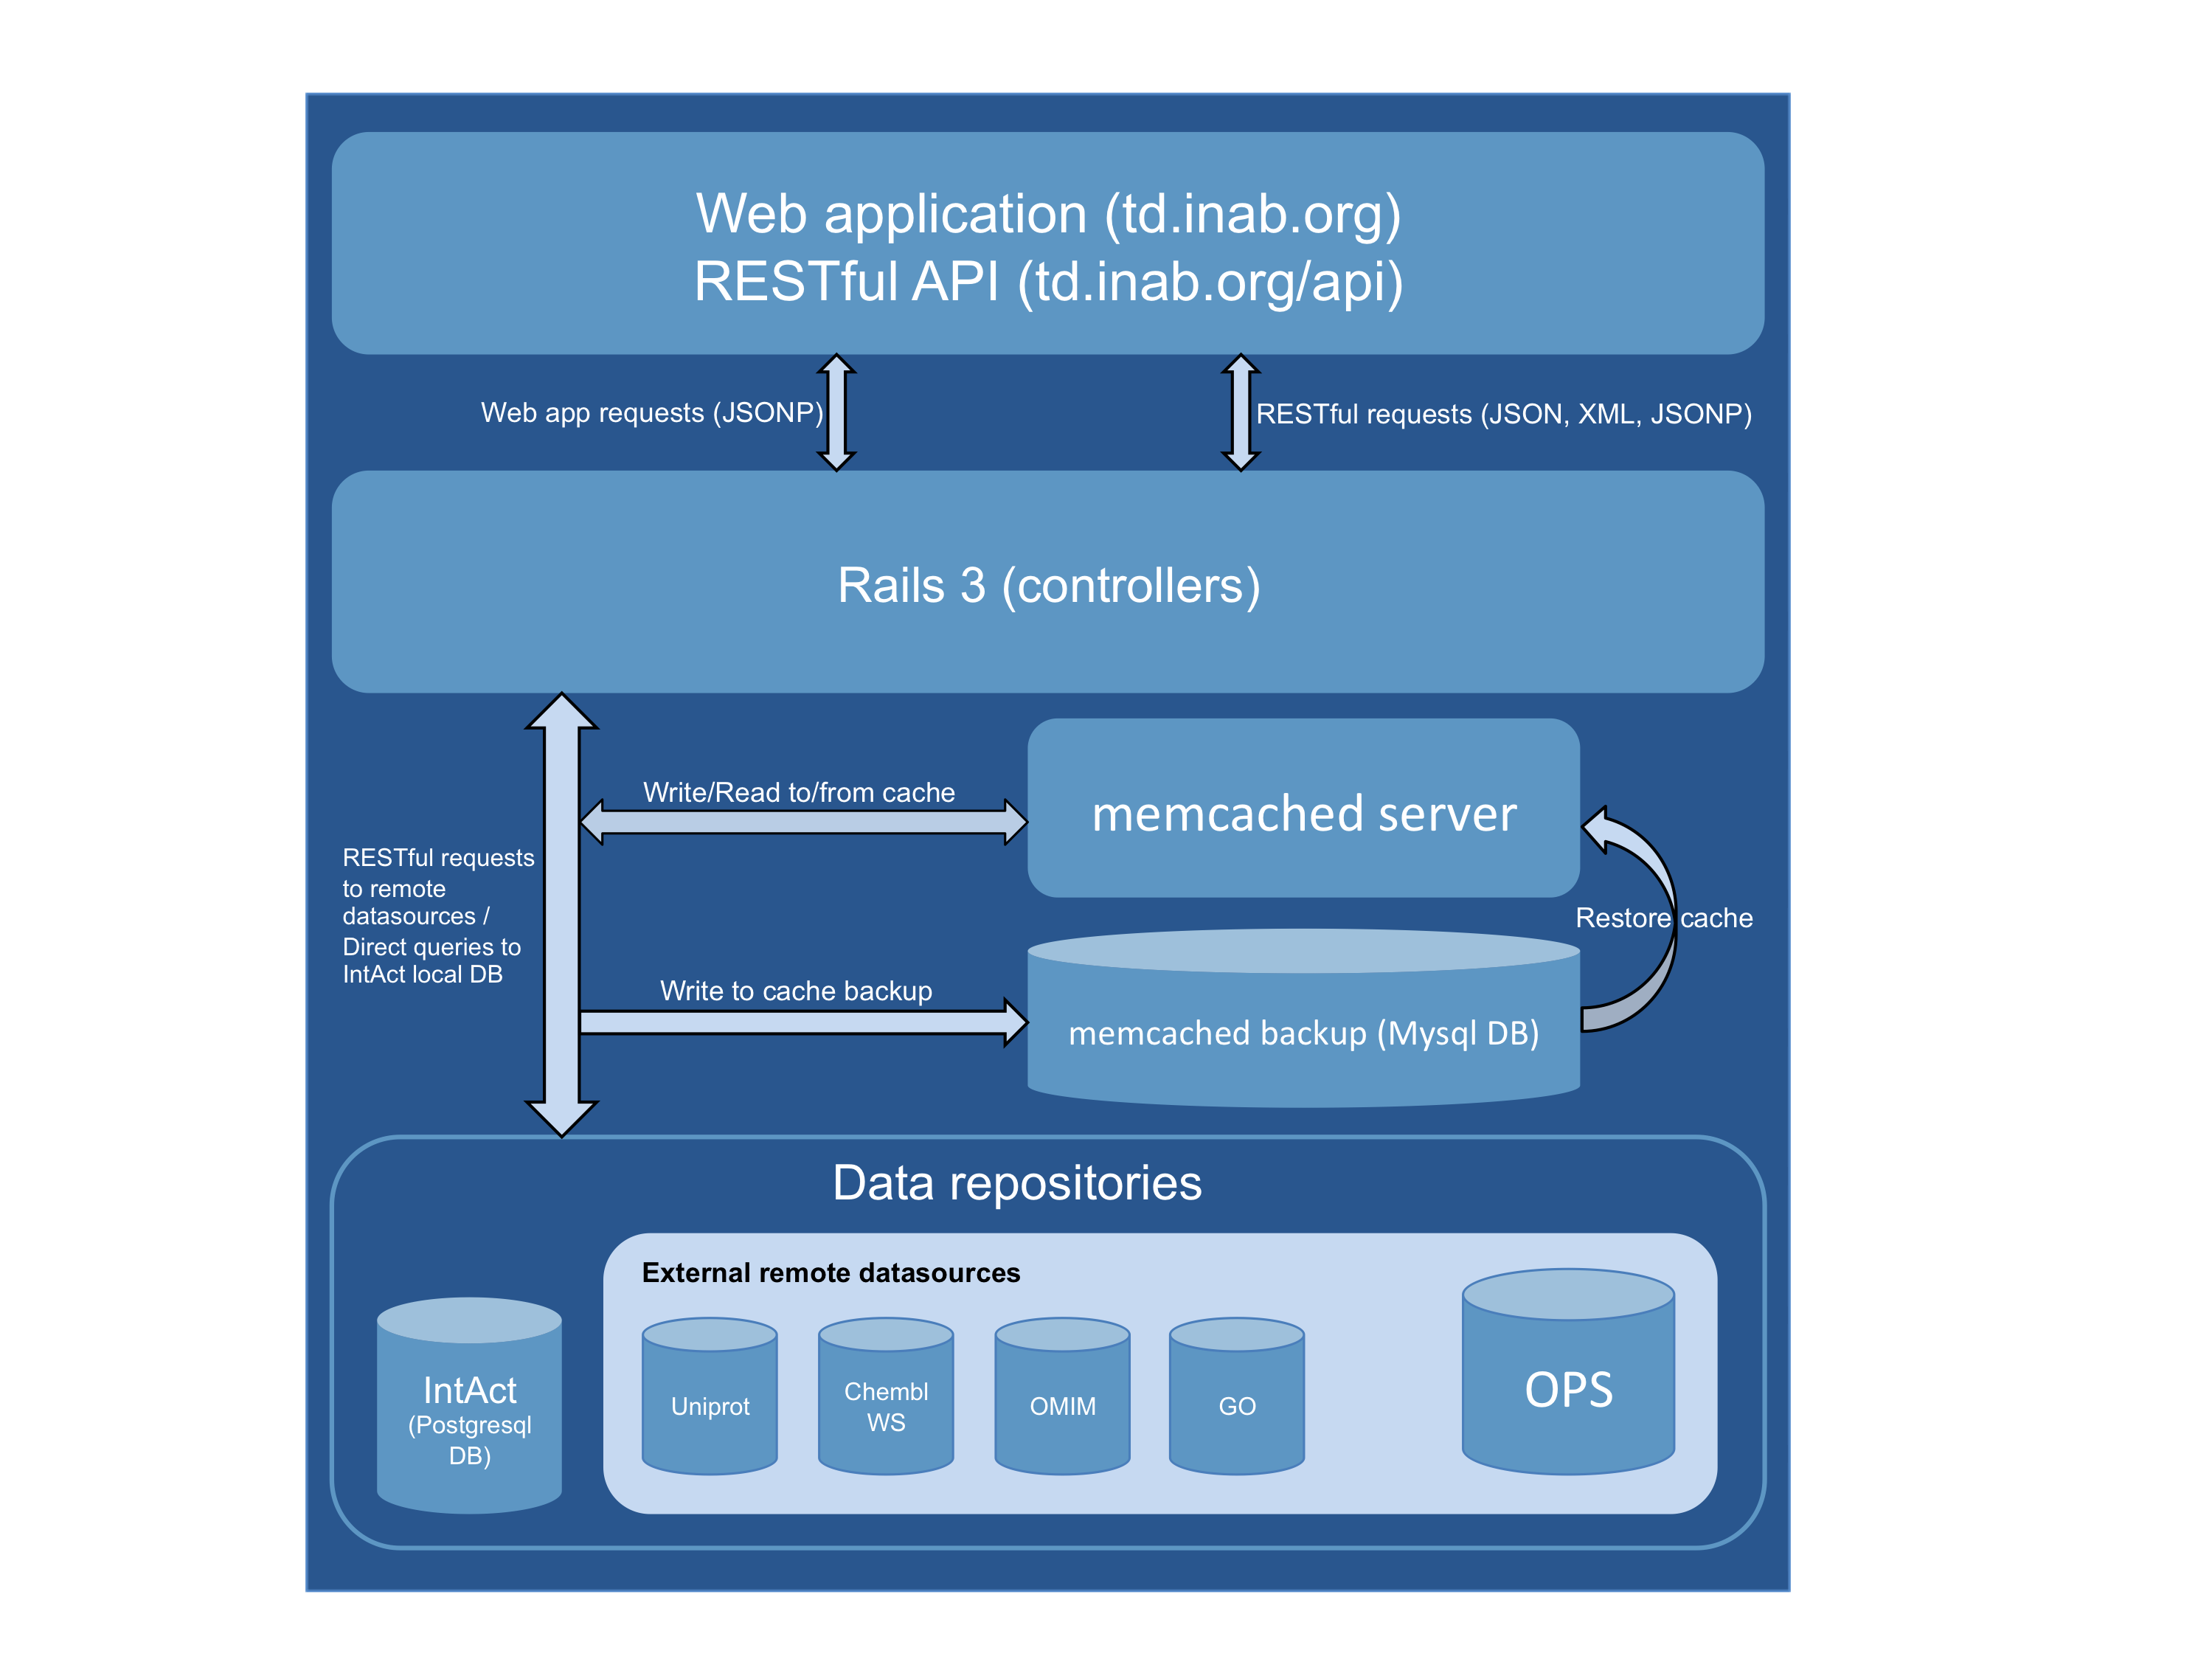 Web application (td.inab.org)
RESTful API (td.inab.org/api)
Web app requests (JSONP)
RESTful requests (JSON, XML, JSONP)
Rails 3 (controllers)
Write/Read to/from cache
memcached server
RESTful requests
to remote
datasources /
Direct queries to
IntAct local DB
Restore cache
Write to cache backup
memcached backup (Mysql DB)
Data repositories
External remote datasources
IntAct
(Postgresql
DB)
Uniprot
Chembl
WS
OMIM
GO
OPS